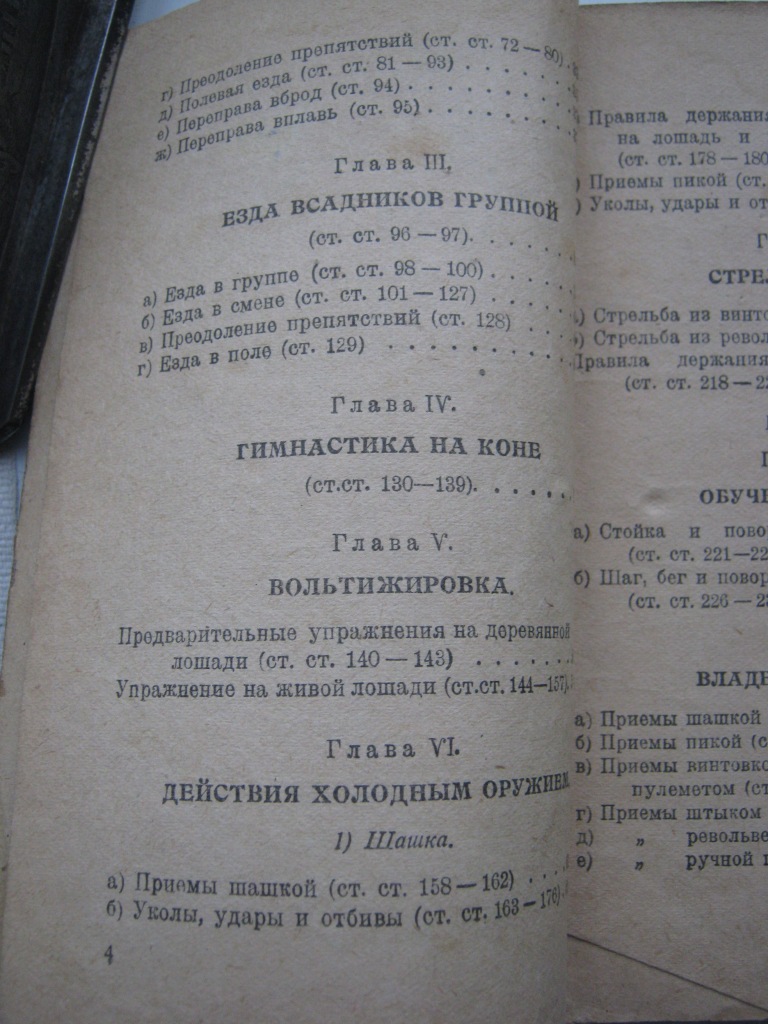 г) Преодоление препятствий (ст. ст. 72 — 80).
д) Полевая езда (ст. ст. 81 — 93) . . . . . .
е) Переправа вброд (ст. 94) . . . . . . . .
ж) Переправа вплавь (ст. 95) . . . . . . .
Глава III.
ЕЗДА ВСАДНИКОВ ГРУППОЙ
(ст. ст. 96 — 97). . . . . .
а) Езда в группе (ст. ст. 98 — 100) . . . . .
б) Езда в смене (ст. ст. 101 — 127) . . . . .
в) Преодоление препятствий (ст. 128) . . .
г) Езда в поле (ст. 129) . . . . . . . . .
Глава IV.
ГИМНАСТИКА НА КОНЕ
(ст.ст. 130—139). . . . . .
Глава V.
ВОЛЬТИЖИРОВКА.
Предварительные упражнения на деревянной
лошади (ст. ст. 140 — 143) . . . . . .
Упражнение на живой лошади (ст.ст. 144—157).
Глава VI.
ДЕЙСТВИЯ ХОЛОДНЫМ ОРУЖИЕМ.
1) Шашка.
а) Приемы шашкой (ст. ст. 158 — 162) . . . .
б) Уколы, удары и отбивы (ст. ст. 163 — 176).
4
Правила держания
на лошадь и
(ст. ст. 178 — 180
) Приемы пикой (ст.
) Уколы, удары и отб
Г
СТРЕЛ
) Стрельба из винто
) Стрельба из револ
Правила держания
(ст. ст. 218 — 22
ОБУЧЕ
а) Стойка и пово
(ст. ст. 221—22
б) Шаг, бег и повор
(ст. ст. 226 — 23
ВЛАДЕ
а) Приемы шашкой
б) Приемы пикой (с
в) Приемы винтовко
пулеметом (ст
г) Приемы штыком
д) „ револьве
е) „ ручной г